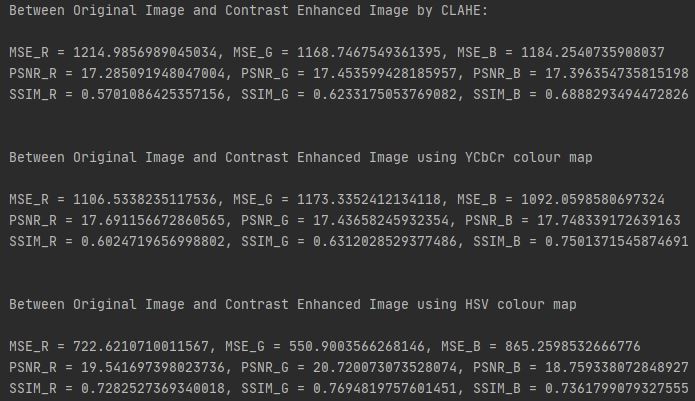 Between Original Image and Contrast Enhanced Image by CLAHE:
MSE_R = 1214.9856989045034, MSE_G = 1168.7467549361395, MSE_B = 1184.2540735908037
PSNR_R = 17.285091948047004, PSNR_G = 17.453599428185957, PSNR_B = 17.396354735815198
SSIM_R = 0.5701086425357156, SSIM_G = 0.6233175053769082, SSIM_B = 0.6888293494472826
Between Original Image and Contrast Enhanced Image using YCbCr colour map
MSE_R = 1106.5338235117536, MSE_G = 1173.3352412134118, MSE_B = 1092.0598580697324
PSNR_R = 17.691156672860565, PSNR_G = 17.43658245932354, PSNR_B = 17.748339172639163
SSIM_R = 0.6024719656998802, SSIM_G = 0.6312028529377486, SSIM_B = 0.7501371545874691
Between Original Image and Contrast Enhanced Image using HSV colour map
MSE_R = 722.6210710011567, MSE_G = 550.9003566268146, MSE_B = 865.2598532666776
PSNR_R = 19.541697398023736, PSNR_G = 20.720073073528074, PSNR_B = 18.759338072848927
SSIM_R = 0.7282527369340018, SSIM_G = 0.7694819757601451, SSIM_B = 0.7361799079327555